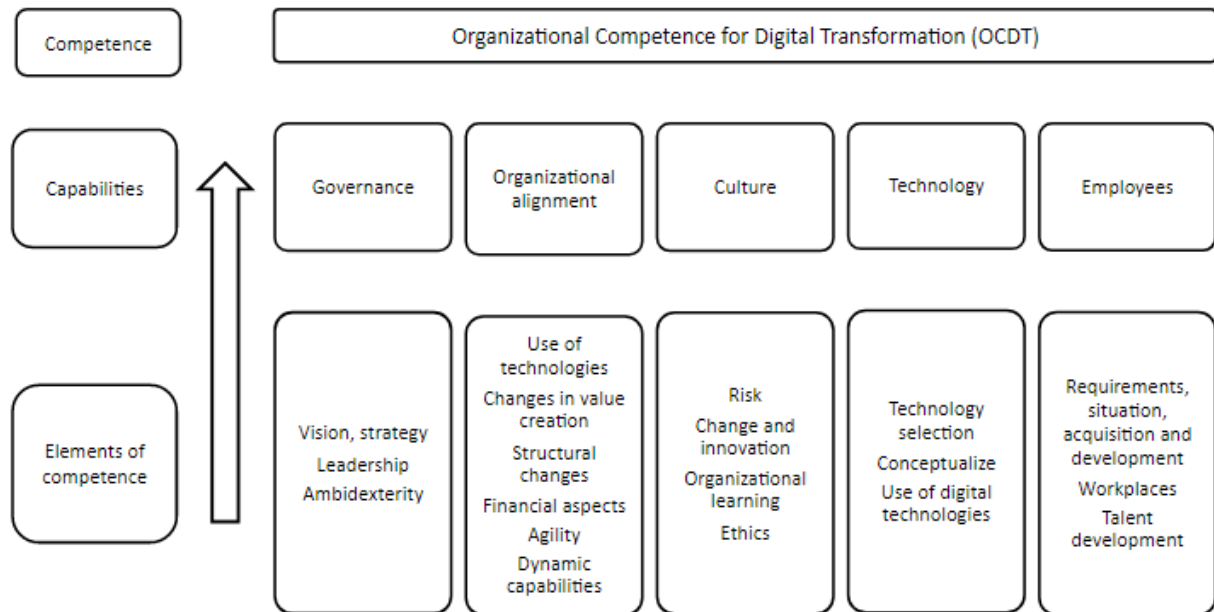 Competence
Organizational Competence for Digital Transformation (OCDT)
Capabilities
Governance
Organizational
alignment
Culture
Technology
Employees
Elements of
competence
Vision, strategy
Leadership
Ambidexterity
Use of
technologies
Changes in value
creation
Structural
changes
Financial aspects
Agility
Dynamic
capabilities
Risk
Change and
innovation
Organizational
learning
Ethics
Technology
selection
Conceptualize
Use of digital
technologies
Requirements,
situation,
acquisition and
development
Workplaces
Talent
development